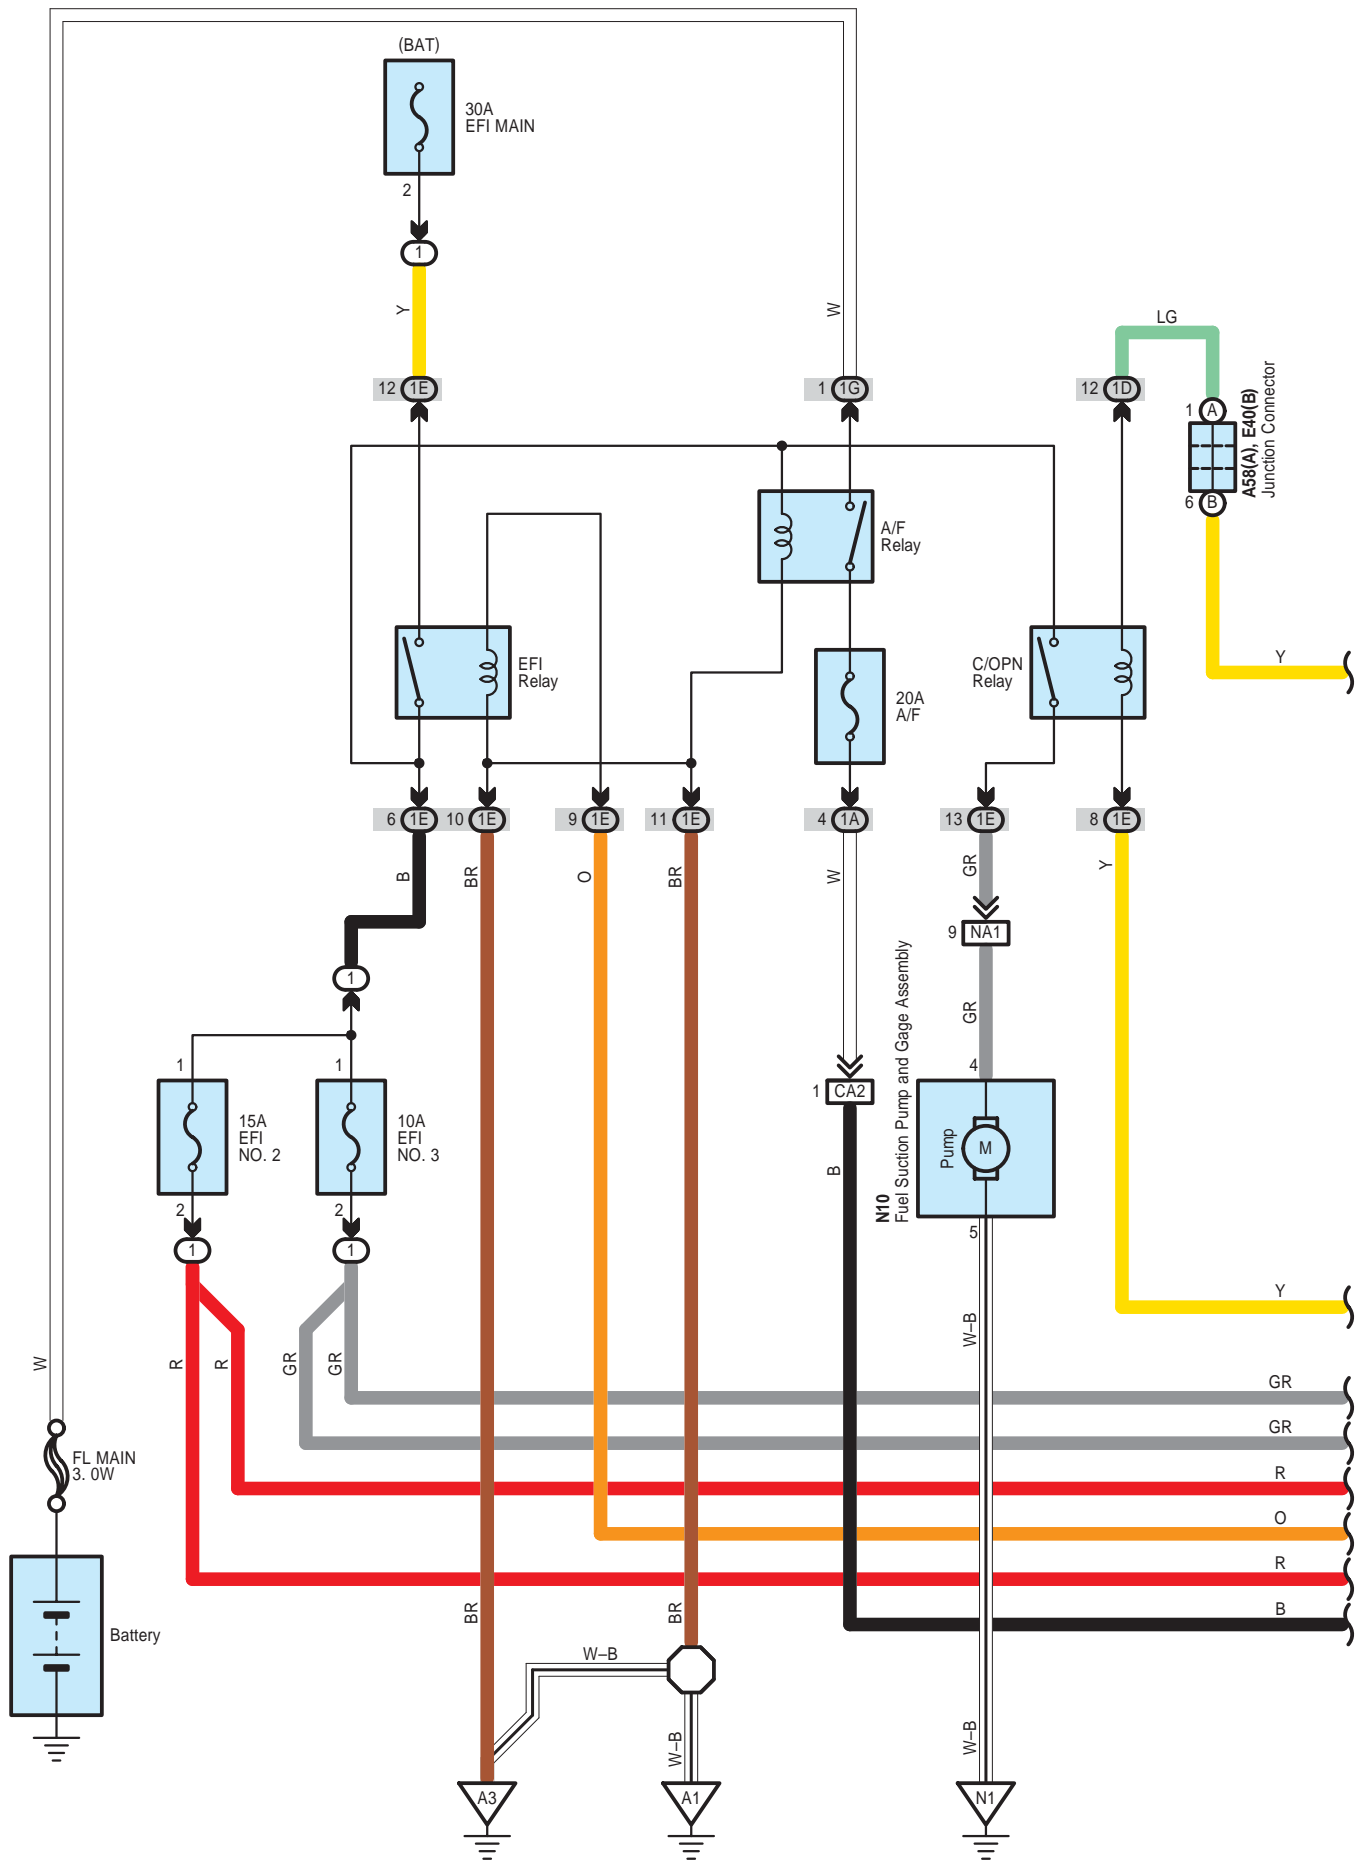 (BAT)
30A
EFI MAIN
2
1
Y
W
LG
12 1E
1 1G
12 1D
1 A
A58(A), E40(B)
Junction Connector
6 B
A/F
Relay
EFI
Relay
C/OPN
Relay
Y
20A
A/F
6 1E
10 1E
9 1E
11 1E
4 1A
13 1E
8 1E
B
BR
O
BR
W
GR
Y
9 NA1
1
GR
N10
Fuel Suction Pump and Gage Assembly
1
1
4
1 CA2
15A
EFI
NO. 2
10A
EFI
NO. 3
Pump
M
B
2
2
5
1
1
Y
W
R
R
GR
GR
W–B
GR
GR
FL MAIN
3. 0W
R
O
R
BR
BR
B
Battery
W–B
W–B
W–B
A3
A1
N1